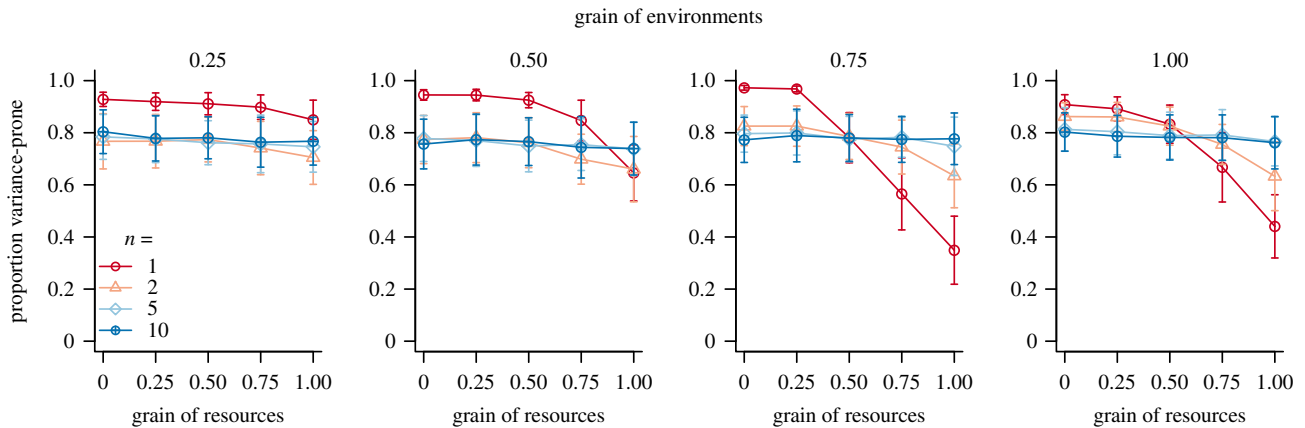 grain of environments
0.25 0.50 0.75 1.00
proportion variance-prone
1.0 1.0 1.0 1.0
0.8 0.8 0.8 0.8
0.6 0.6 0.6 0.6
0.4 0.4 0.4 0.4
0.2 0.2 0.2 0.2
0 0 0 0
n =
1
2
5
10
0 0.25 0.50 0.75 1.00 0 0.25 0.50 0.75 1.00 0 0.25 0.50 0.75 1.00 0 0.25 0.50 0.75 1.00
grain of resources grain of resources grain of resources grain of resources